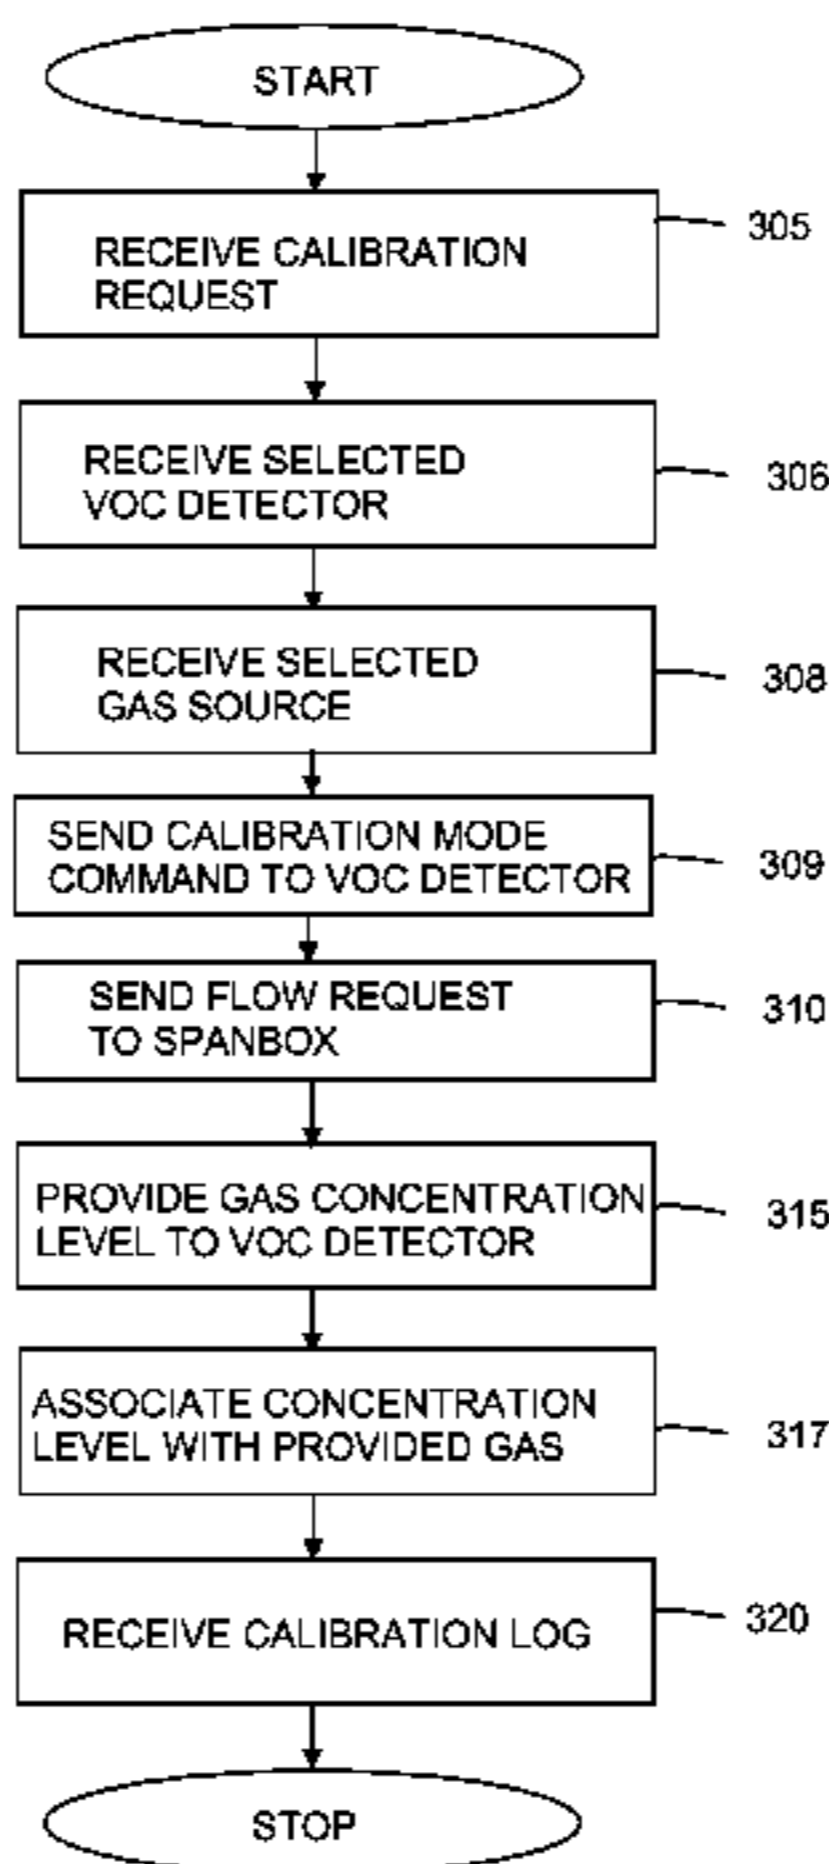 START
RECEIVE CALIBRATION
REQUEST
305
RECEIVE SELECTED
VOC DETECTOR
306
RECEIVE SELECTED
GAS SOURCE
308
SEND CALIBRATION MODE
COMMAND TO VOC DETECTOR
309
SEND FLOW REQUEST
TO SPANBOX
310
PROVIDE GAS CONCENTRATION
LEVEL TO VOC DETECTOR
315
ASSOCIATE CONCENTRATION
LEVEL WITH PROVIDED GAS
317
RECEIVE CALIBRATION LOG
320
STOP